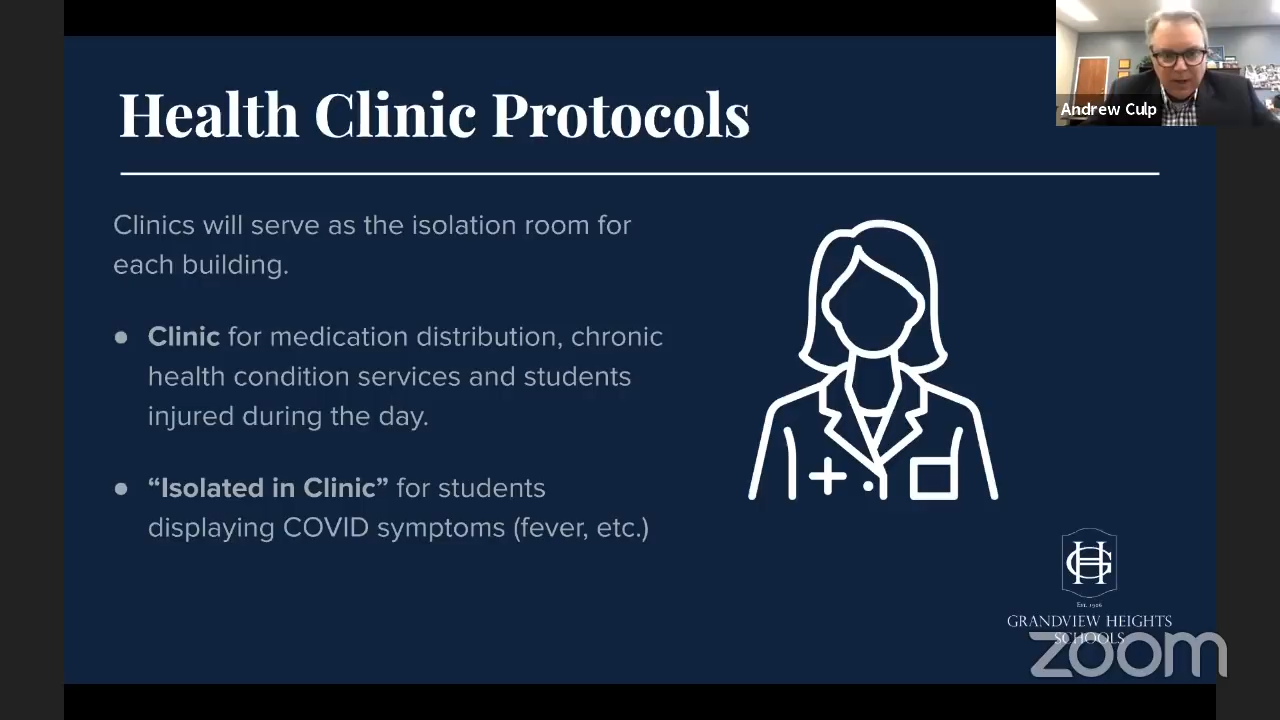 Health Clinic Protocols
Andrew Culp
Clinics will serve as the isolation room for
each building.
● Clinic for medication distribution, chronic
health condition services and students
injured during the day.
● “Isolated in Clinic” for students
displaying COVID symptoms (fever, etc.)
GH
EST. 1906
GRANDVIEW HEIGHTS
SCHOOLS
zoom